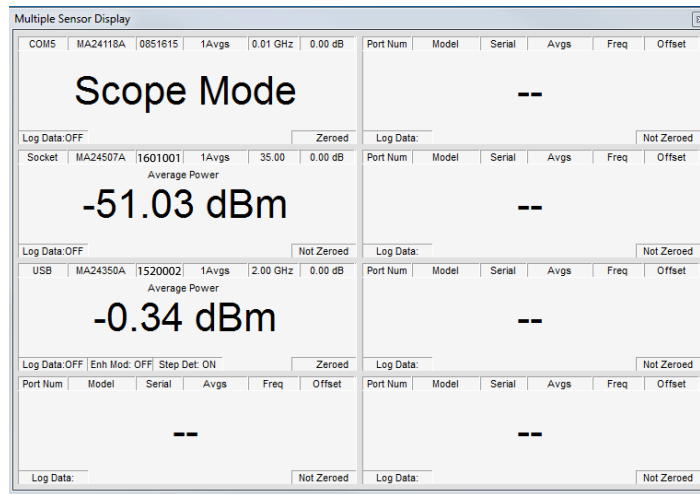 Multiple Sensor Display
COM5 MA24118A 0851615 1Avgs 0.01 GHz 0.00 dB
Scope Mode
Log Data:OFF Zeroed
Port Num Model Serial Avgs Freq Offset
--
Log Data: Not Zeroed
Socket MA24507A 1601001 1Avgs 35.00 0.00 dB
Average Power
-51.03 dBm
Log Data:OFF Not Zeroed
Port Num Model Serial Avgs Freq Offset
--
Log Data: Not Zeroed
USB MA24350A 1520002 1Avgs 2.00 GHz 0.00 dB
Average Power
-0.34 dBm
Log Data:OFF Enh Mod: OFF Step Det: ON Zeroed
Port Num Model Serial Avgs Freq Offset
--
Log Data: Not Zeroed
Port Num Model Serial Avgs Freq Offset
--
Log Data: Not Zeroed
Port Num Model Serial Avgs Freq Offset
--
Log Data: Not Zeroed